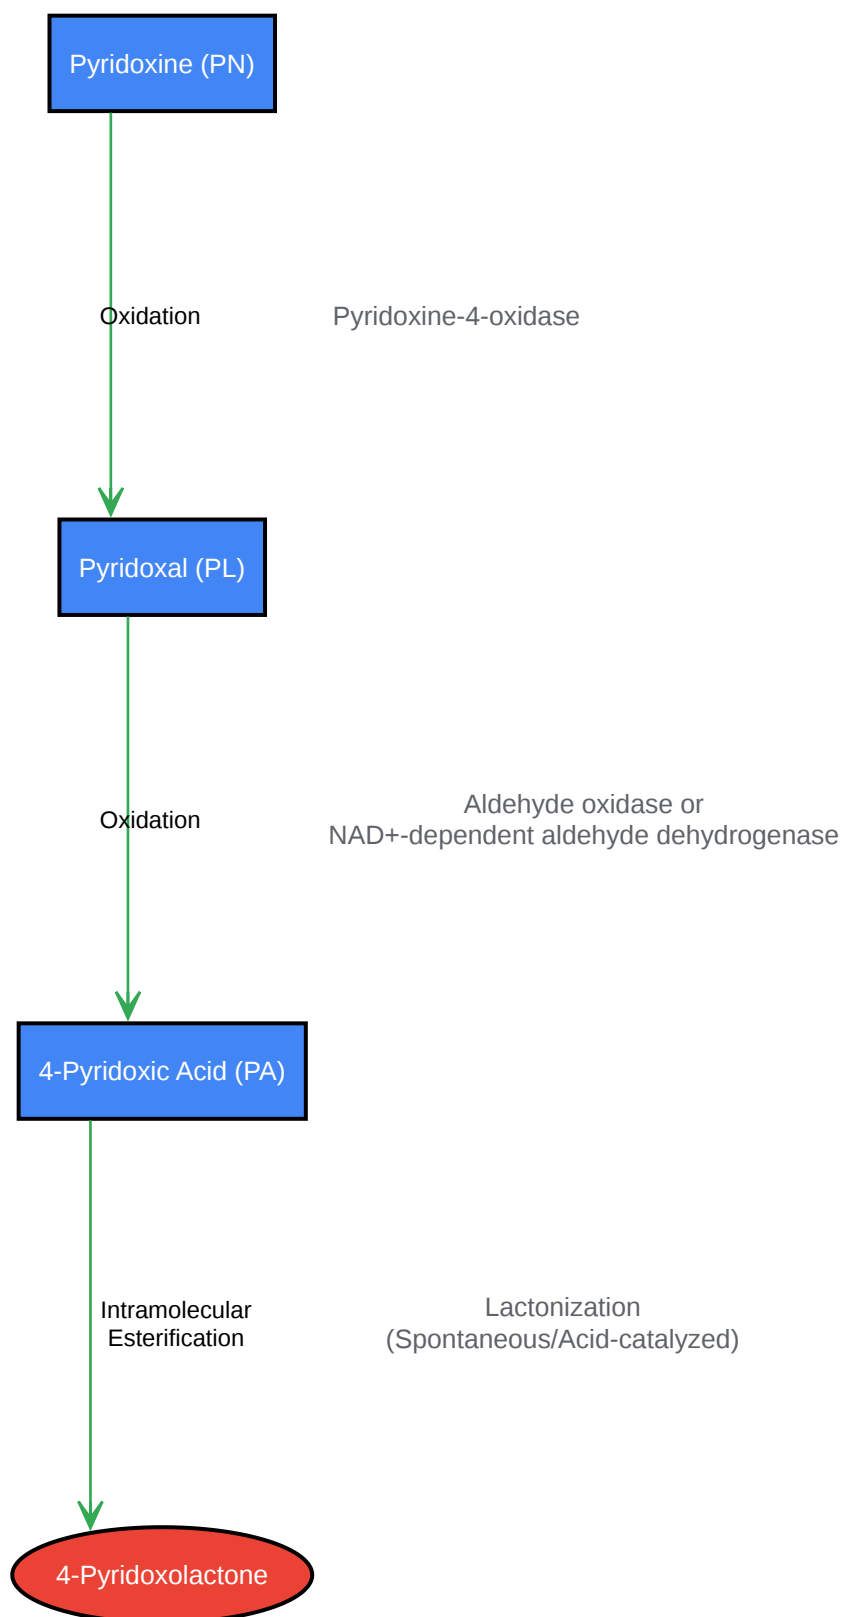 Pyridoxine (PN)
Oxidation
Pyridoxine-4-oxidase
Pyridoxal (PL)
Oxidation
Aldehyde oxidase or
NAD+-dependent aldehyde dehydrogenase
4-Pyridoxic Acid (PA)
Intramolecular
Esterification
Lactonization
(Spontaneous/Acid-catalyzed)
4-Pyridoxolactone